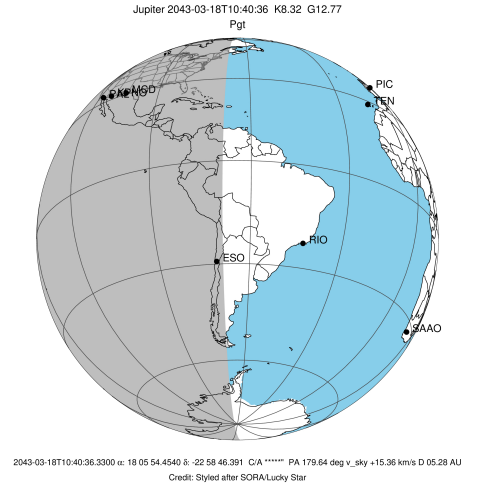 Jupiter 2043-03-18T10:40:36 K8.32 G12.77
Pgt
PIC
TEN
MCD
ESO
RIO
SAAO
2043-03-18T10:40:36.3300 α: 18 05 54.4540 δ: -22 58 46.391 C/A *****" PA 179.64 deg v_sky +15.36 km/s D 05.28 AU
Credit: Styled after SORA/Lucky Star